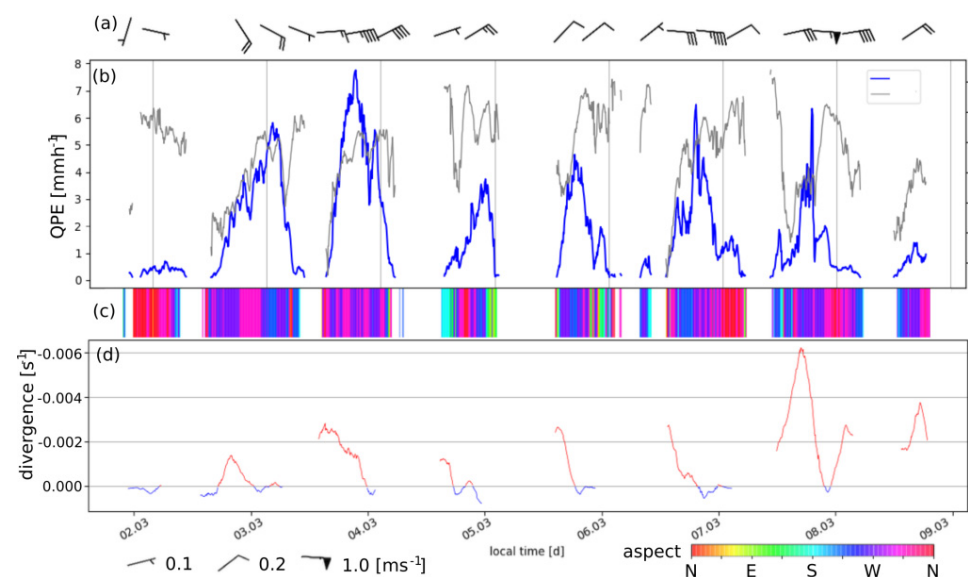 (a)
(b)
8
7
6
5
4
3
2
1
0
QPE [mmh⁻¹]
(c)
(d)
-0.006
-0.004
-0.002
0.000
divergence [s⁻¹]
02.03 03.03 04.03 05.03 06.03 07.03 08.03 09.03
local time [d]
0.1 0.2 1.0 [ms⁻¹]
aspect
N E S W N